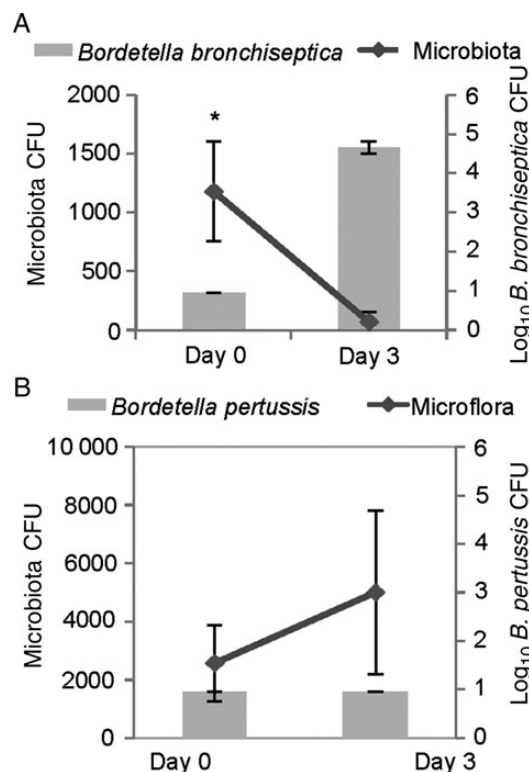 A
Bordetella bronchiseptica Microbiota
2000
1500
1000
500
0
Microbiota CFU
*
6
5
4
3
2
1
0
Log10 B. bronchiseptica CFU
Day 0 Day 3
B
Bordetella pertussis Microflora
10 000
8000
6000
4000
2000
0
Microbiota CFU
6
5
4
3
2
1
0
Log10 B. pertussis CFU
Day 0 Day 3